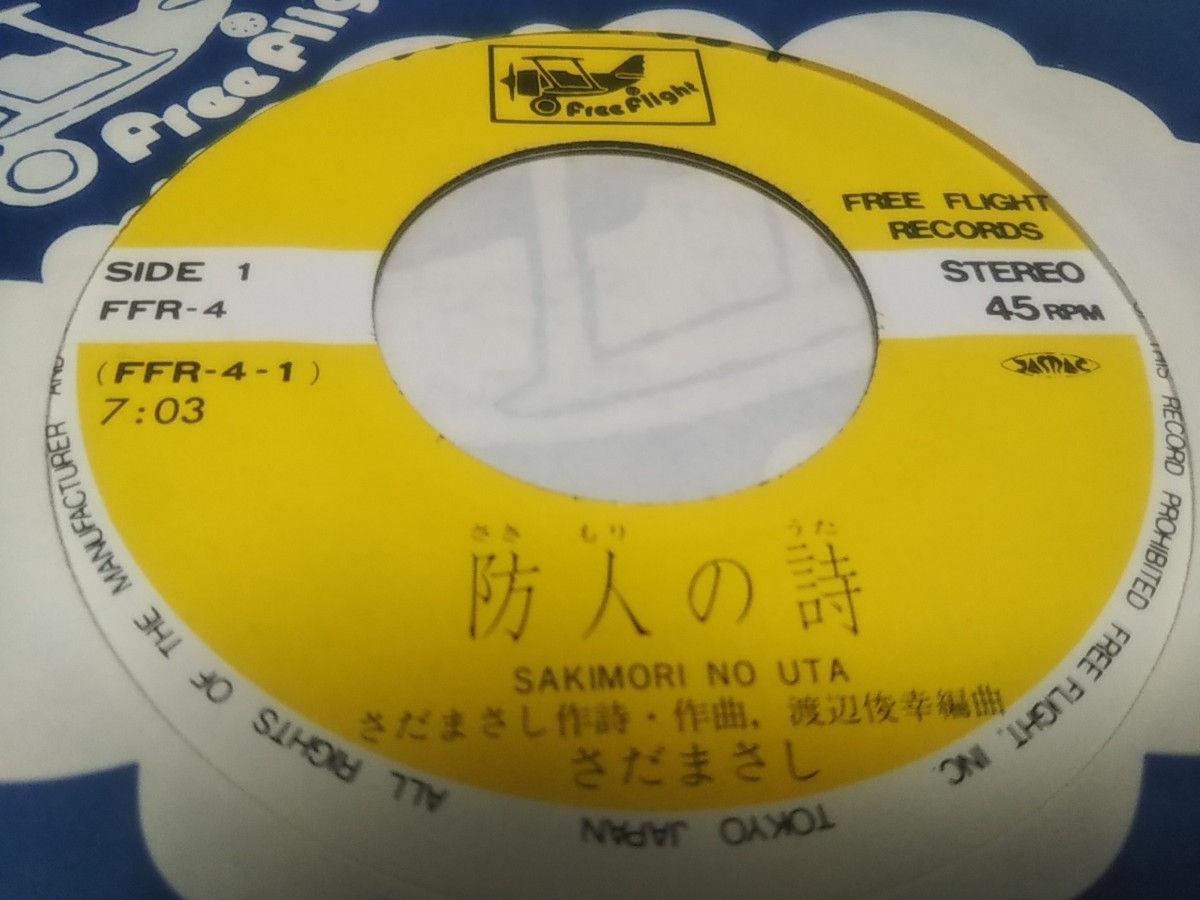 Free Flig
Free Flight
FREE FLIGHT
RECORDS
SIDE 1
FFR-4
STEREO
45 RPM
(FFR-4-1)
7:03
JASRAC
さき もり うた
防人の詩
SAKIMORI NO UTA
さだまさし作詩・作曲, 渡辺俊幸編曲
さだまさし
ALL RIGHTS OF THE MANUFACTURER AND
THIS RECORD PROHIBITED FREE FLIGHT, INC.
TOKYO JAPAN